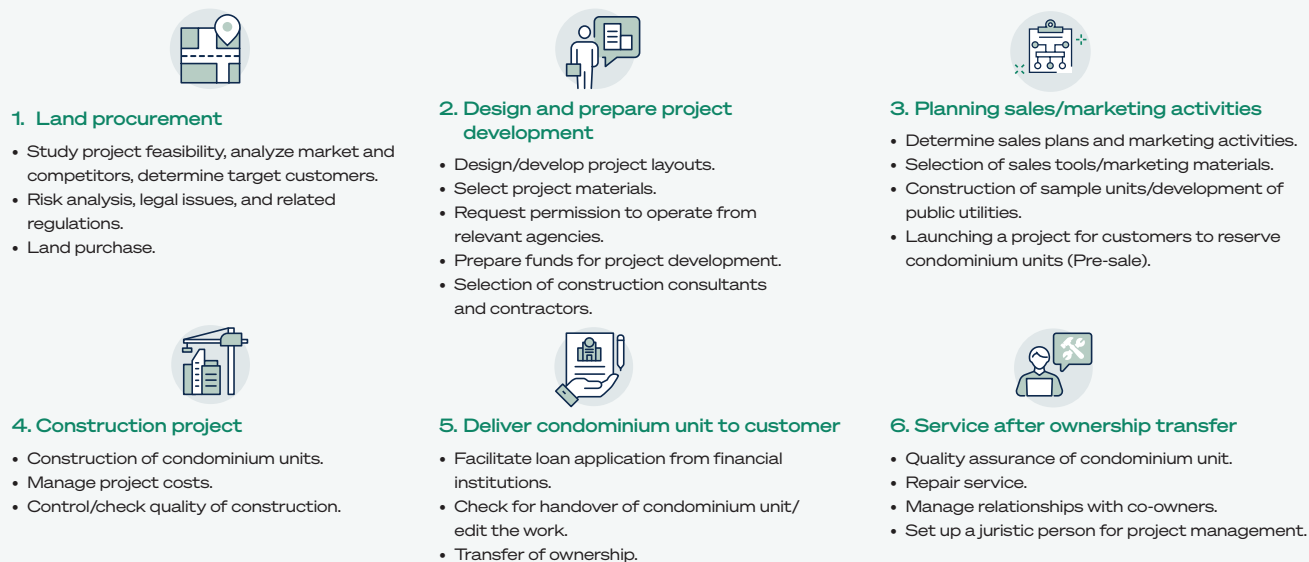 1. Land procurement
• Study project feasibility, analyze market and
competitors, determine target customers.
• Risk analysis, legal issues, and related
regulations.
• Land purchase.
2. Design and prepare project
development
• Design/develop project layouts.
• Select project materials.
• Request permission to operate from
relevant agencies.
• Prepare funds for project development.
• Selection of construction consultants
and contractors.
3. Planning sales/marketing activities
• Determine sales plans and marketing activities.
• Selection of sales tools/marketing materials.
• Construction of sample units/development of
public utilities.
• Launching a project for customers to reserve
condominium units (Pre-sale).
4. Construction project
• Construction of condominium units.
• Manage project costs.
• Control/check quality of construction.
5. Deliver condominium unit to customer
• Facilitate loan application from financial
institutions.
• Check for handover of condominium unit/
edit the work.
• Transfer of ownership.
6. Service after ownership transfer
• Quality assurance of condominium unit.
• Repair service.
• Manage relationships with co-owners.
• Set up a juristic person for project management.